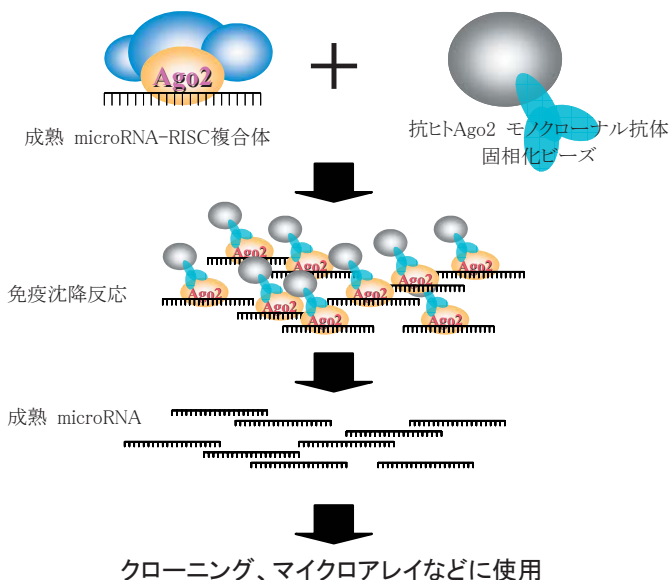 Ago2
成熟 microRNA-RISC複合体
抗ヒトAgo2 モノクローナル抗体
固相化ビーズ
免疫沈降反応
Ago2
Ago2
Ago2
Ago2
Ago2
Ago2
Ago2
Ago2
Ago2
成熟 microRNA
クローニング、マイクロアレイなどに使用